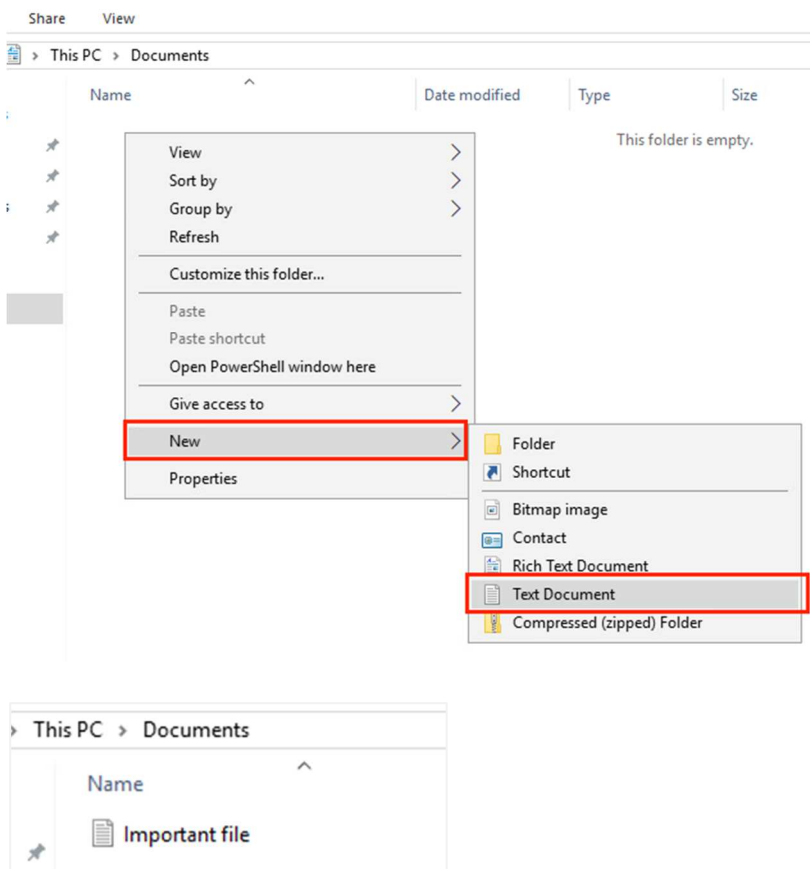 Share View
This PC > Documents
Name Date modified Type Size
This folder is empty.
View
Sort by
Group by
Refresh
Customize this folder...
Paste
Paste shortcut
Open PowerShell window here
Give access to
New
Properties
Folder
Shortcut
Bitmap image
Contact
Rich Text Document
Text Document
Compressed (zipped) Folder
This PC > Documents
Name
Important file